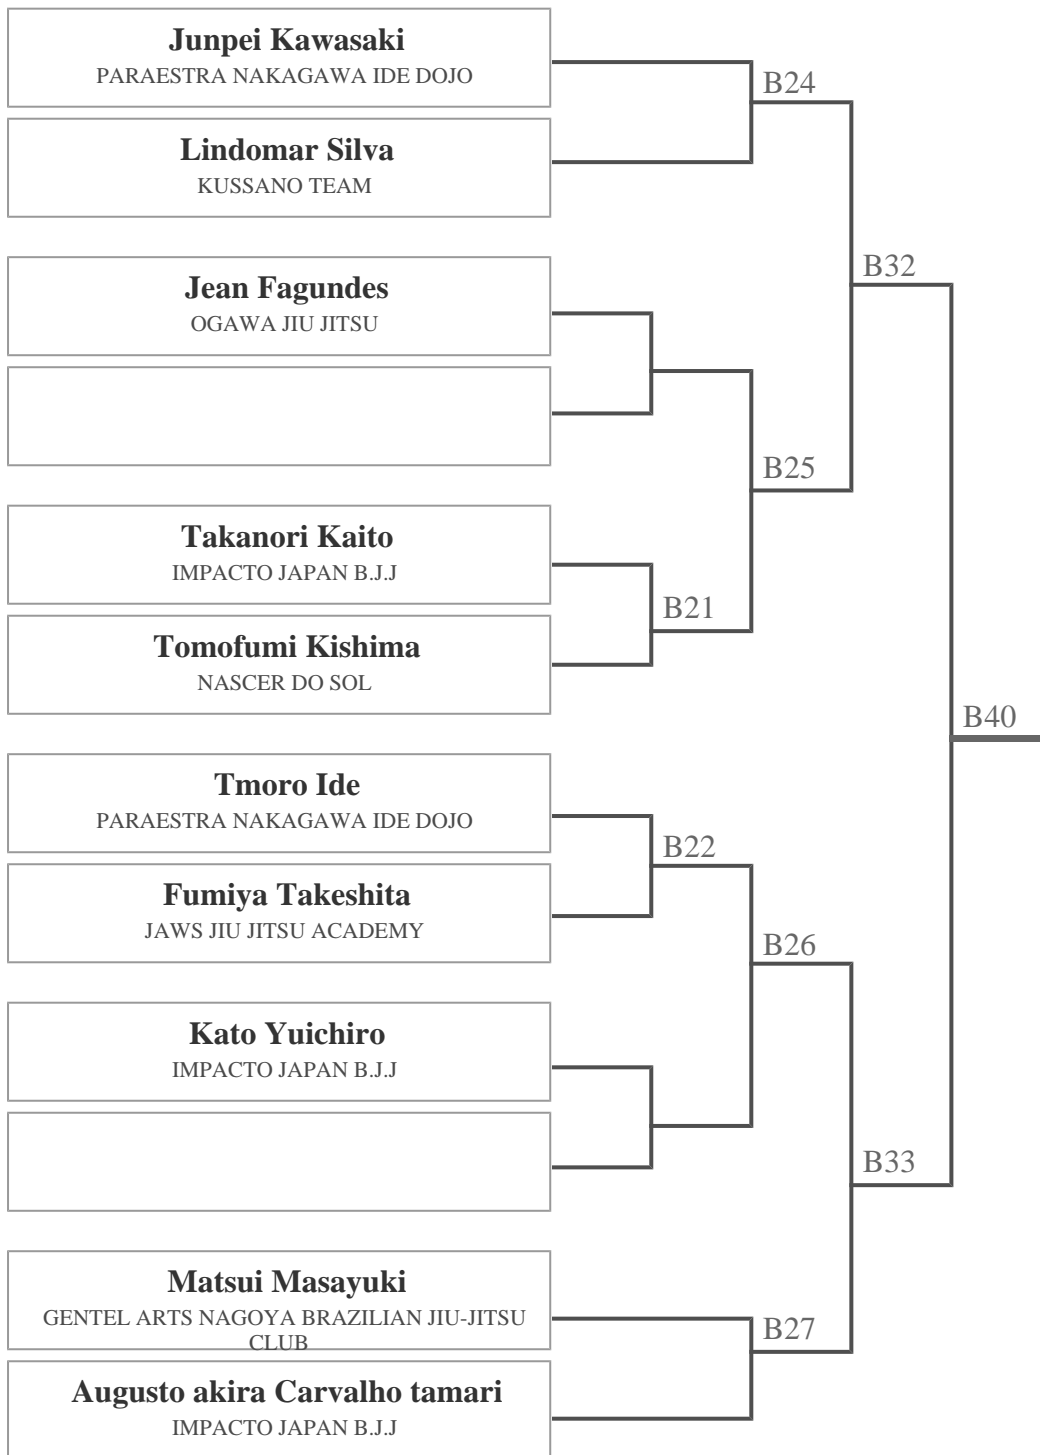 Junpei Kawasaki
PARAESTRA NAKAGAWA IDE DOJO
B24
Lindomar Silva
KUSSANO TEAM
B32
Jean Fagundes
OGAWA JIU JITSU
B25
Takanori Kaito
IMPACTO JAPAN B.J.J
B21
Tomofumi Kishima
NASCER DO SOL
B40
Tmoro Ide
PARAESTRA NAKAGAWA IDE DOJO
B22
Fumiya Takeshita
JAWS JIU JITSU ACADEMY
B26
Kato Yuichiro
IMPACTO JAPAN B.J.J
B33
Matsui Masayuki
GENTEL ARTS NAGOYA BRAZILIAN JIU-JITSU
CLUB
B27
Augusto akira Carvalho tamari
IMPACTO JAPAN B.J.J